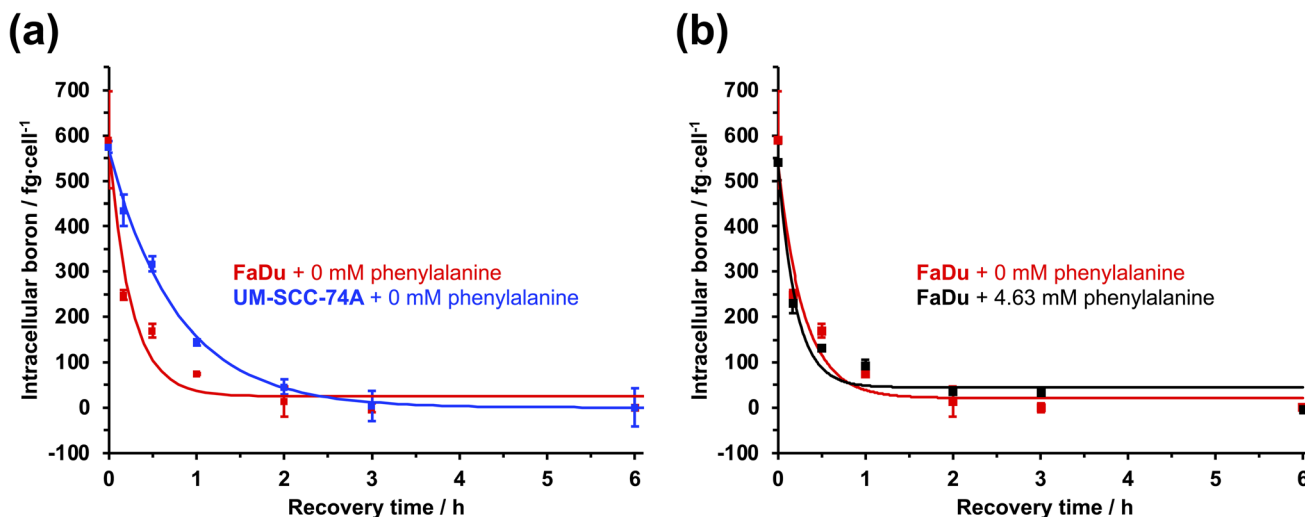 (a)
Intracellular boron / fg·cell⁻¹
700
600
500
400
300
200
100
0
-100
FaDu + 0 mM phenylalanine
UM-SCC-74A + 0 mM phenylalanine
0 1 2 3 4 5 6
Recovery time / h
(b)
Intracellular boron / fg·cell⁻¹
700
600
500
400
300
200
100
0
-100
FaDu + 0 mM phenylalanine
FaDu + 4.63 mM phenylalanine
0 1 2 3 4 5 6
Recovery time / h